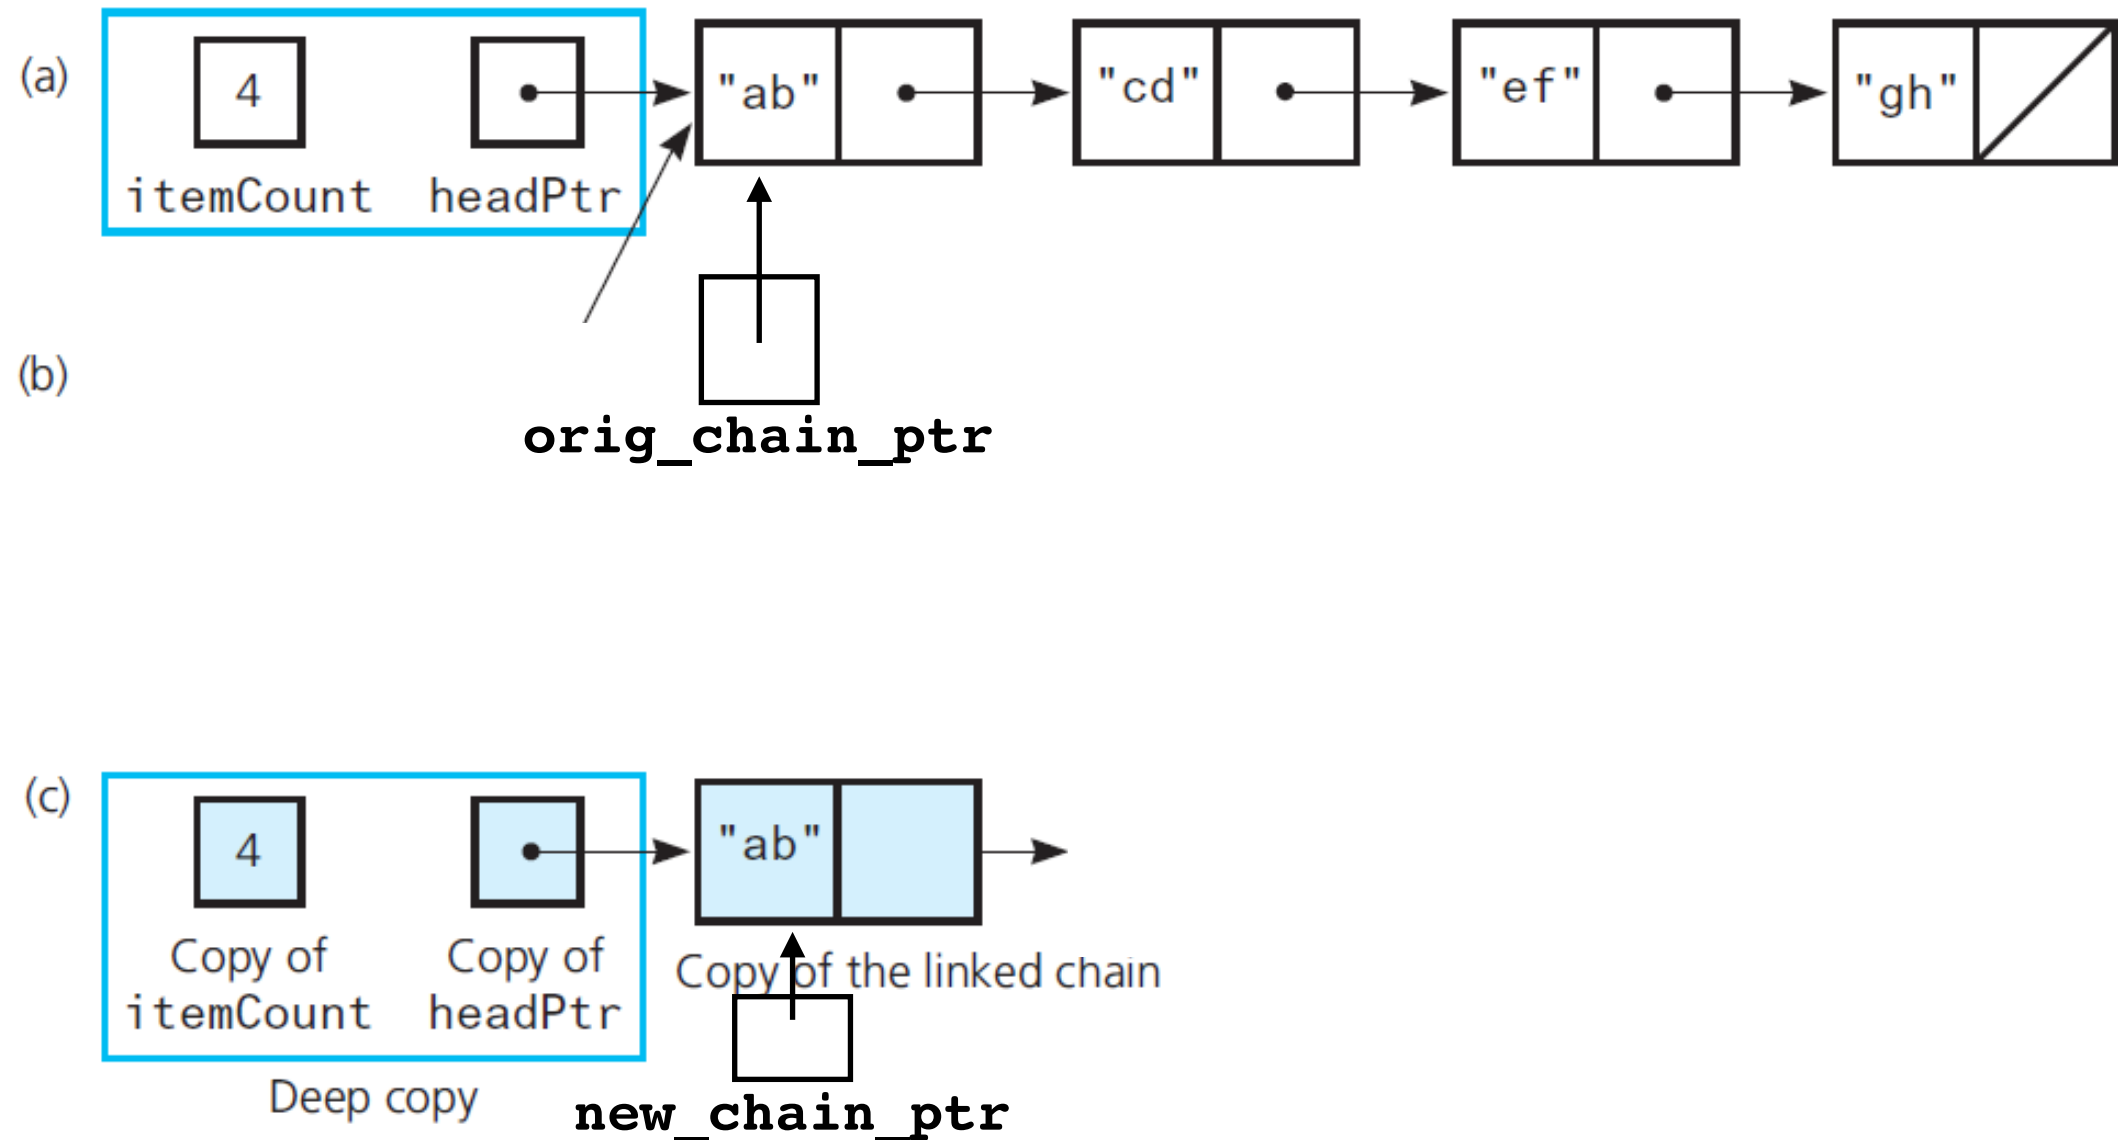 (a)
4
itemCount headPtr
"ab" "cd" "ef" "gh"
(b)
orig_chain_ptr
(c)
4
"ab"
Copy of
itemCount
Copy of
headPtr
Copy of the linked chain
Deep copy
new_chain_ptr